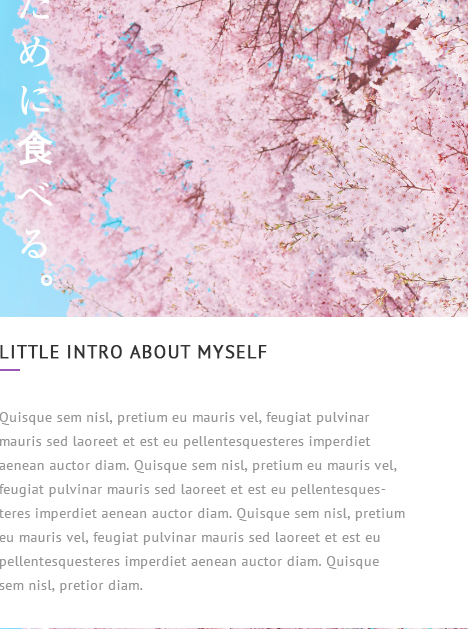 ために食べる。
LITTLE INTRO ABOUT MYSELF
Quisque sem nisl, pretium eu mauris vel, feugiat pulvinar
mauris sed laoreet et est eu pellentesquesteres imperdiet
aenean auctor diam. Quisque sem nisl, pretium eu mauris vel,
feugiat pulvinar mauris sed laoreet et est eu pellentesques-
teres imperdiet aenean auctor diam. Quisque sem nisl, pretium
eu mauris vel, feugiat pulvinar mauris sed laoreet et est eu
pellentesquesteres imperdiet aenean auctor diam. Quisque
sem nisl, pretior diam.